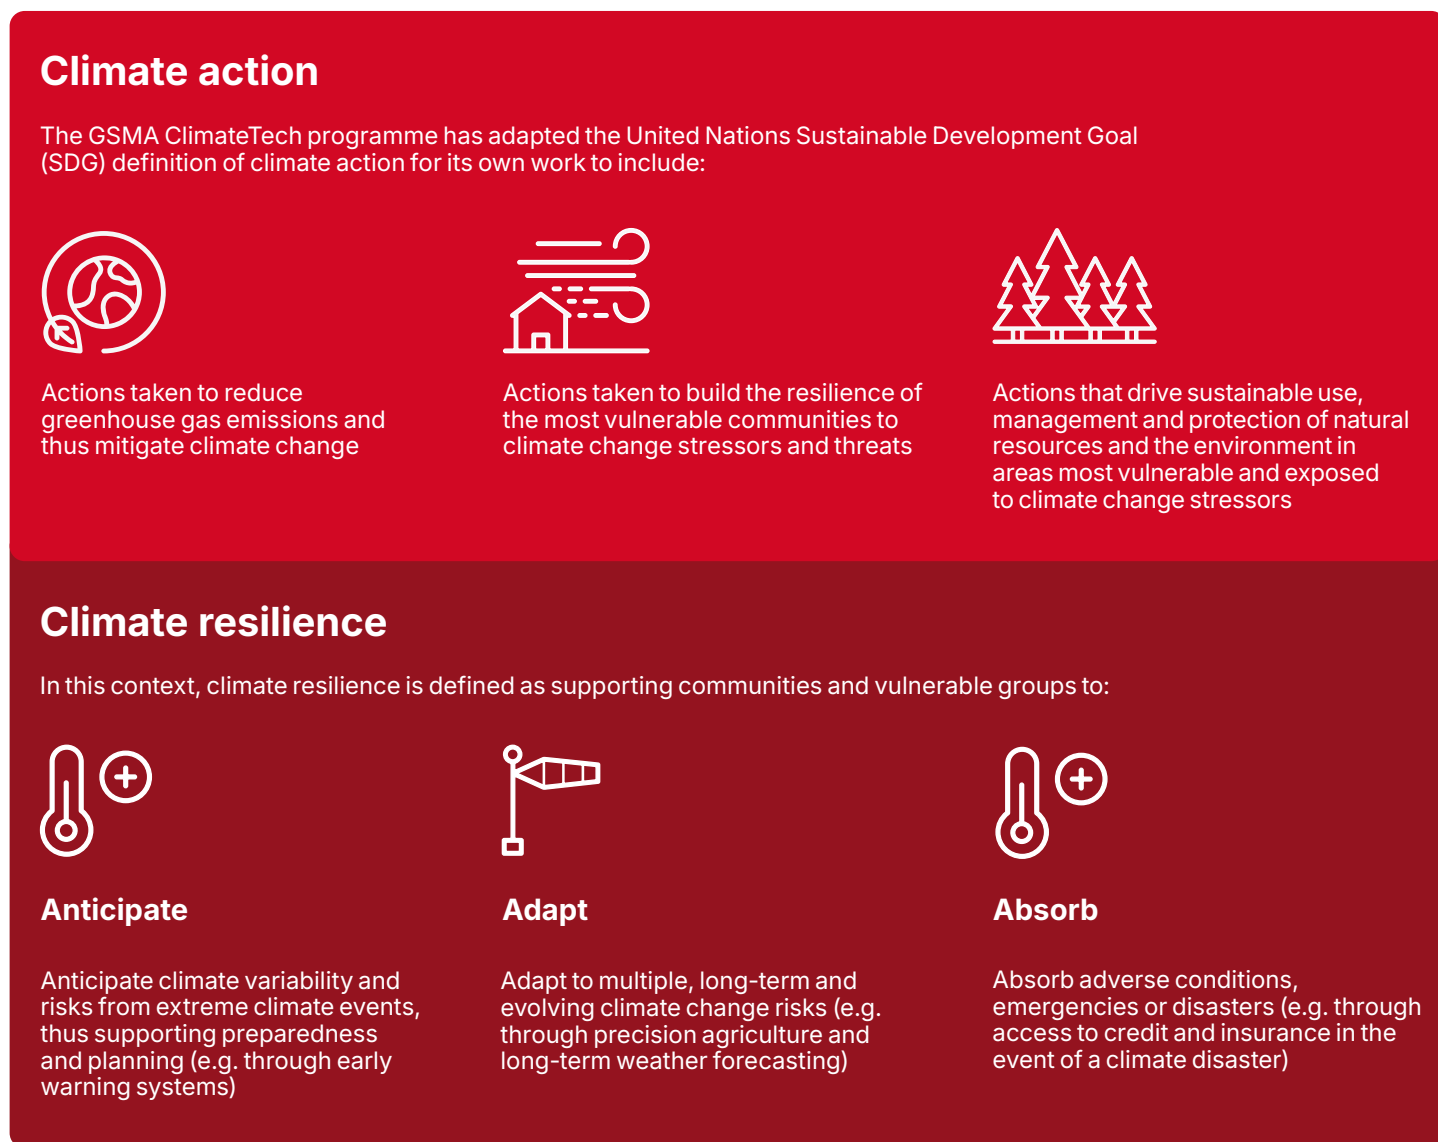 Climate action
The GSMA ClimateTech programme has adapted the United Nations Sustainable Development Goal
(SDG) definition of climate action for its own work to include:
Actions taken to reduce
greenhouse gas emissions and
thus mitigate climate change
Actions taken to build the resilience of
the most vulnerable communities to
climate change stressors and threats
Actions that drive sustainable use,
management and protection of natural
resources and the environment in
areas most vulnerable and exposed
to climate change stressors
Climate resilience
In this context, climate resilience is defined as supporting communities and vulnerable groups to:
Anticipate
Anticipate climate variability and
risks from extreme climate events,
thus supporting preparedness
and planning (e.g. through early
warning systems)
Adapt
Adapt to multiple, long-term and
evolving climate change risks (e.g.
through precision agriculture and
long-term weather forecasting)
Absorb
Absorb adverse conditions,
emergencies or disasters (e.g. through
access to credit and insurance in the
event of a climate disaster)